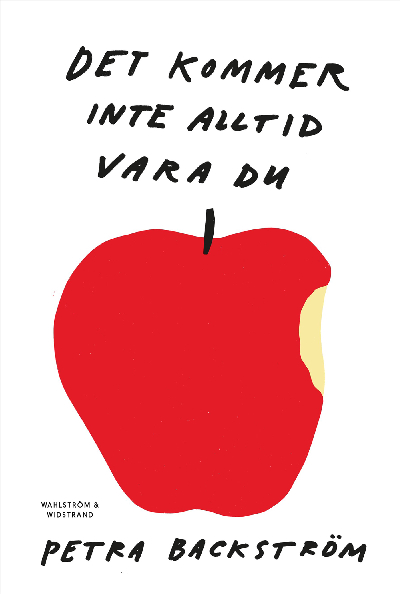 DET KOMMER
INTE ALLTID
VARA DU
WAHLSTRÖM &
WIDSTRAND
PETRA BACKSTRÖM